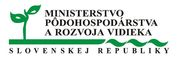 MINISTERSTVO
PÔDOHOSPODÁRSTVA
A ROZVOJA VIDIEKA
SLOVENSKEJ REPUBLIKY